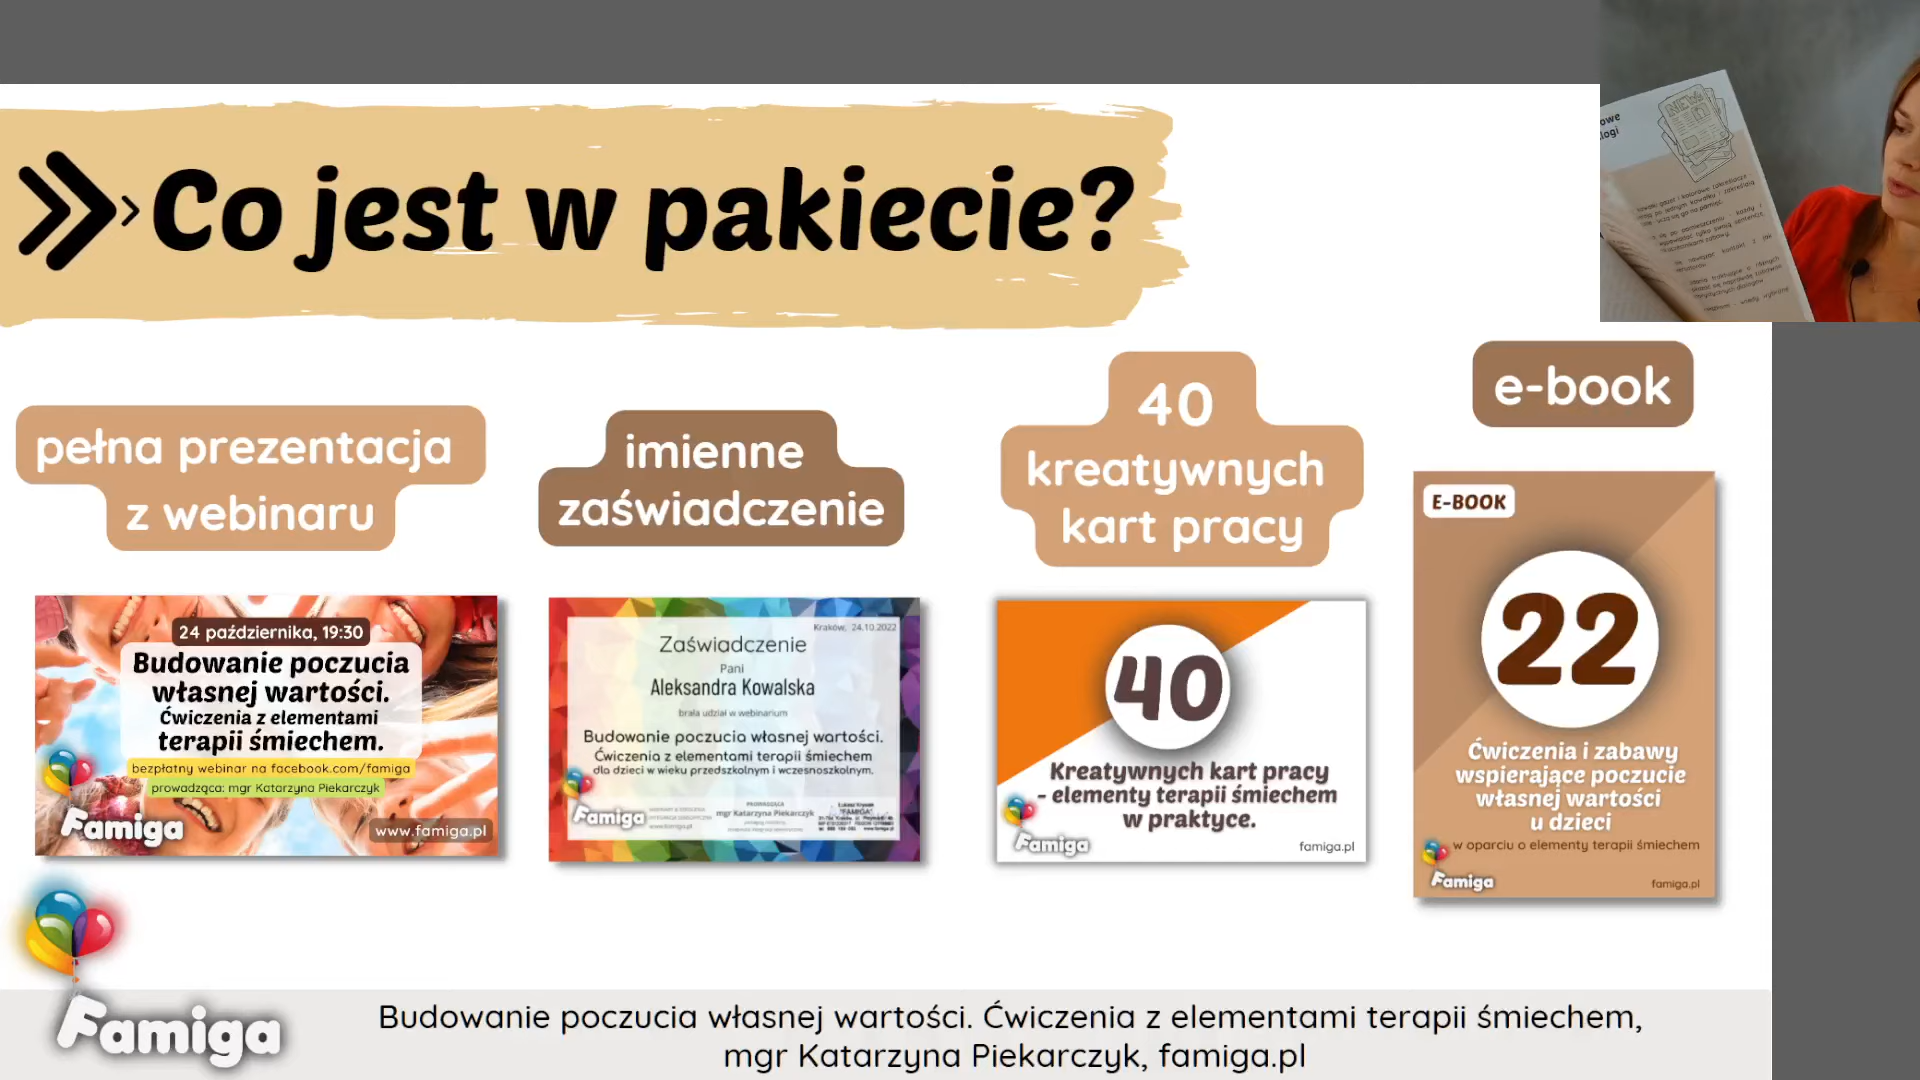 Co jest w pakiecie?
pełna prezentacja
z webinaru
imienne
zaświadczenie
40
kreatywnych
kart pracy
e-book
24 października, 19:30
Budowanie poczucia
własnej wartości.
Ćwiczenia z elementami
terapii śmiechem.
bezpłatny webinar na facebook.com/famiga
prowadząca: mgr Katarzyna Piekarczyk
Famiga
www.famiga.pl
Kraków, 24.10.2022
Zaświadczenie
Pani
Aleksandra Kowalska
brała udział w webinarium
Budowanie poczucia własnej wartości.
Ćwiczenia z elementami terapii śmiechem
dla dzieci w wieku przedszkolnym i wczesnoszkolnym.
Famiga
mgr Katarzyna Piekarczyk
40
Kreatywnych kart pracy
- elementy terapii śmiechem
w praktyce.
Famiga
famiga.pl
E-BOOK
22
Ćwiczenia i zabawy
wspierające poczucie
własnej wartości
u dzieci
w oparciu o elementy terapii śmiechem
Famiga
famiga.pl
Famiga
Budowanie poczucia własnej wartości. Ćwiczenia z elementami terapii śmiechem,
mgr Katarzyna Piekarczyk, famiga.pl